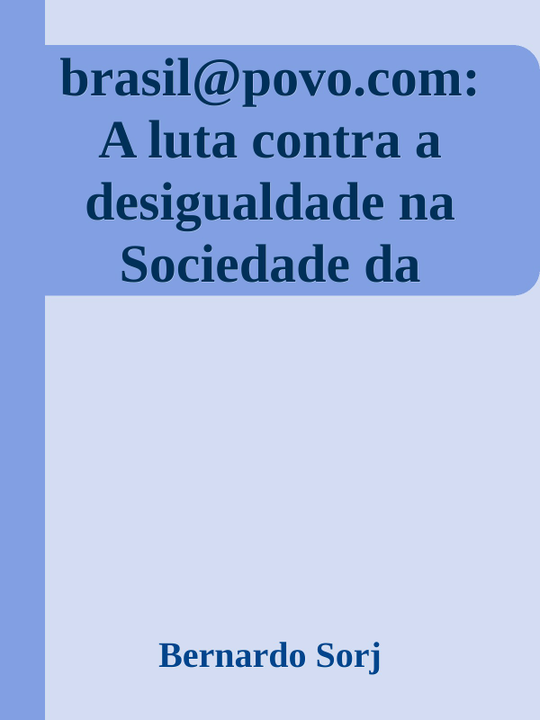 brasil@povo.com:
A luta contra a
desigualdade na
Sociedade da
Bernardo Sorj